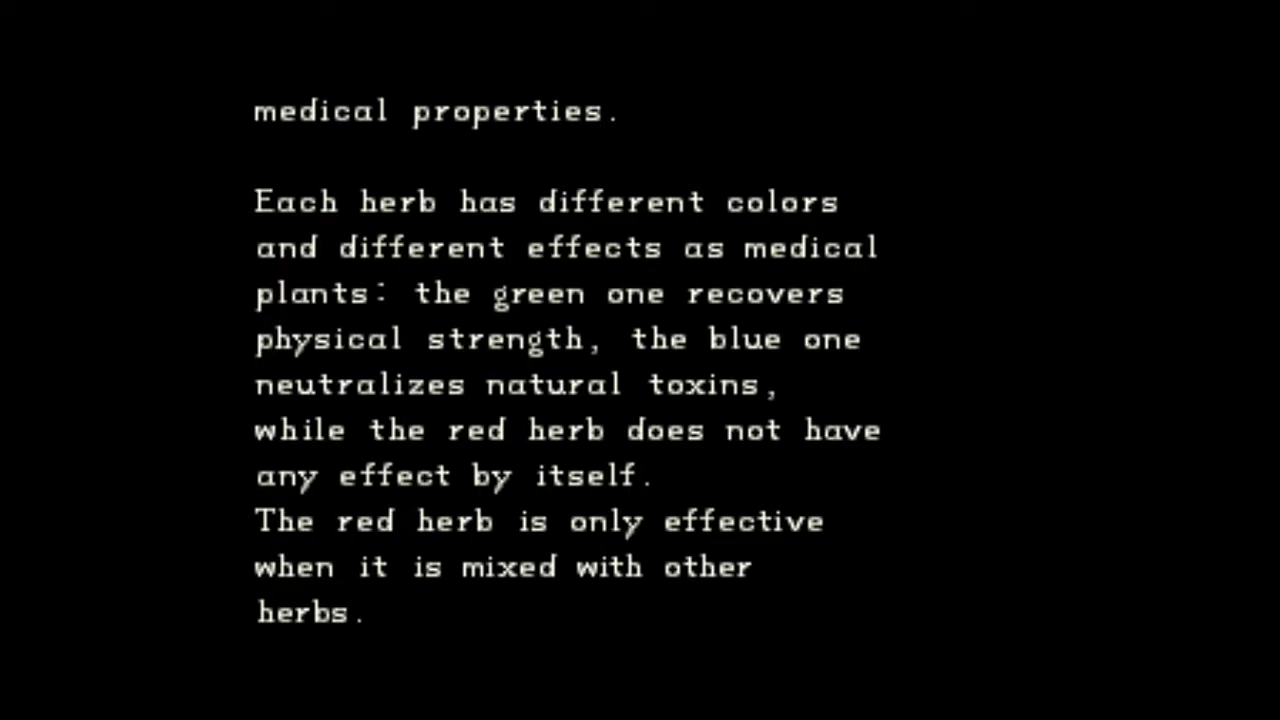 medical properties.
Each herb has different colors
and different effects as medical
plants: the green one recovers
physical strength, the blue one
neutralizes natural toxins,
while the red herb does not have
any effect by itself.
The red herb is only effective
when it is mixed with other
herbs.